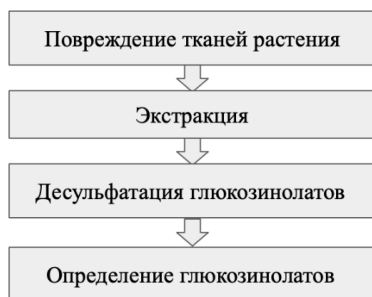 Повреждение тканей растения
Экстракция
Десульфатация глюкозинолатов
Определение глюкозинолатов